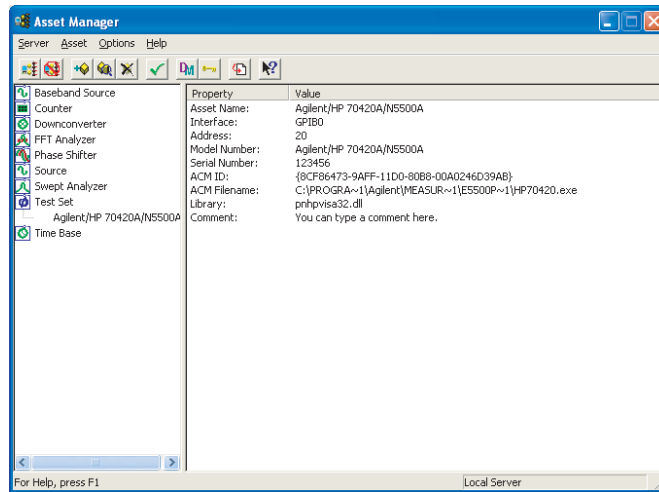 Asset Manager
Server Asset Options Help
Baseband Source
Counter
Downconverter
FFT Analyzer
Phase Shifter
Source
Swept Analyzer
Test Set
Agilent/HP 70420A/N5500A
Time Base
Property Value
Asset Name: Agilent/HP 70420A/N5500A
Interface: GPIB0
Address: 20
Model Number: Agilent/HP 70420A/N5500A
Serial Number: 123456
ACM ID: {8CF86473-9AFF-11D0-80B8-00A0246D39AB}
ACM Filename: C:\PROGRA~1\Agilent\MEASUR~1\E5500P~1\HP70420.exe
Library: pnhpvisa32.dll
Comment: You can type a comment here.
For Help, press F1 Local Server